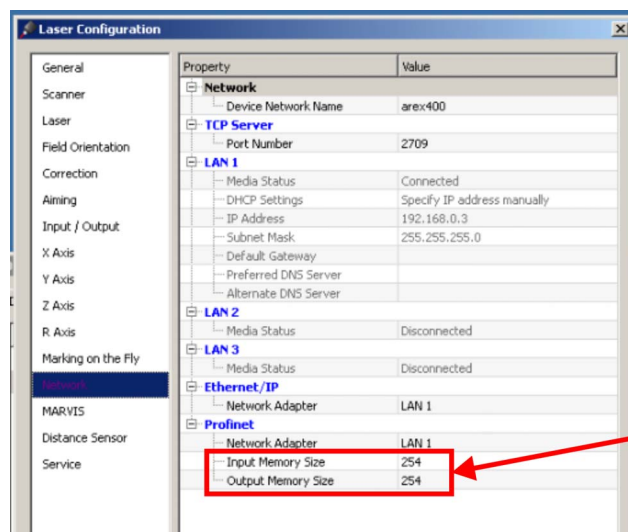 Laser Configuration
General
Scanner
Laser
Field Orientation
Correction
Aiming
Input / Output
X Axis
Y Axis
Z Axis
R Axis
Marking on the Fly
Network
MARVIS
Distance Sensor
Service
Property Value
Network
Device Network Name arex400
TCP Server
Port Number 2709
LAN 1
Media Status Connected
DHCP Settings Specify IP address manually
IP Address 192.168.0.3
Subnet Mask 255.255.255.0
Default Gateway
Preferred DNS Server
Alternate DNS Server
LAN 2
Media Status Disconnected
LAN 3
Media Status Disconnected
Ethernet/IP
Network Adapter LAN 1
Profinet
Network Adapter LAN 1
Input Memory Size 254
Output Memory Size 254